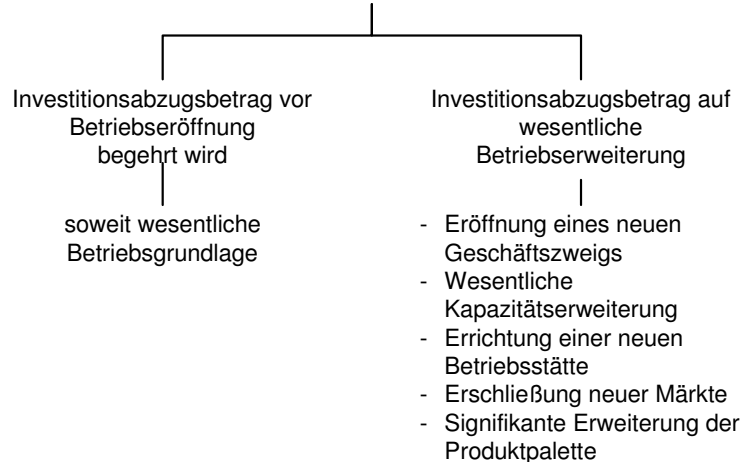 Investitionsabzugsbetrag vor
Betriebseröffnung
begehrt wird
soweit wesentliche
Betriebsgrundlage
Investitionsabzugsbetrag auf
wesentliche
Betriebserweiterung
- Eröffnung eines neuen
Geschäftszweigs
- Wesentliche
Kapazitätserweiterung
- Errichtung einer neuen
Betriebsstätte
- Erschließung neuer Märkte
- Signifikante Erweiterung der
Produktpalette